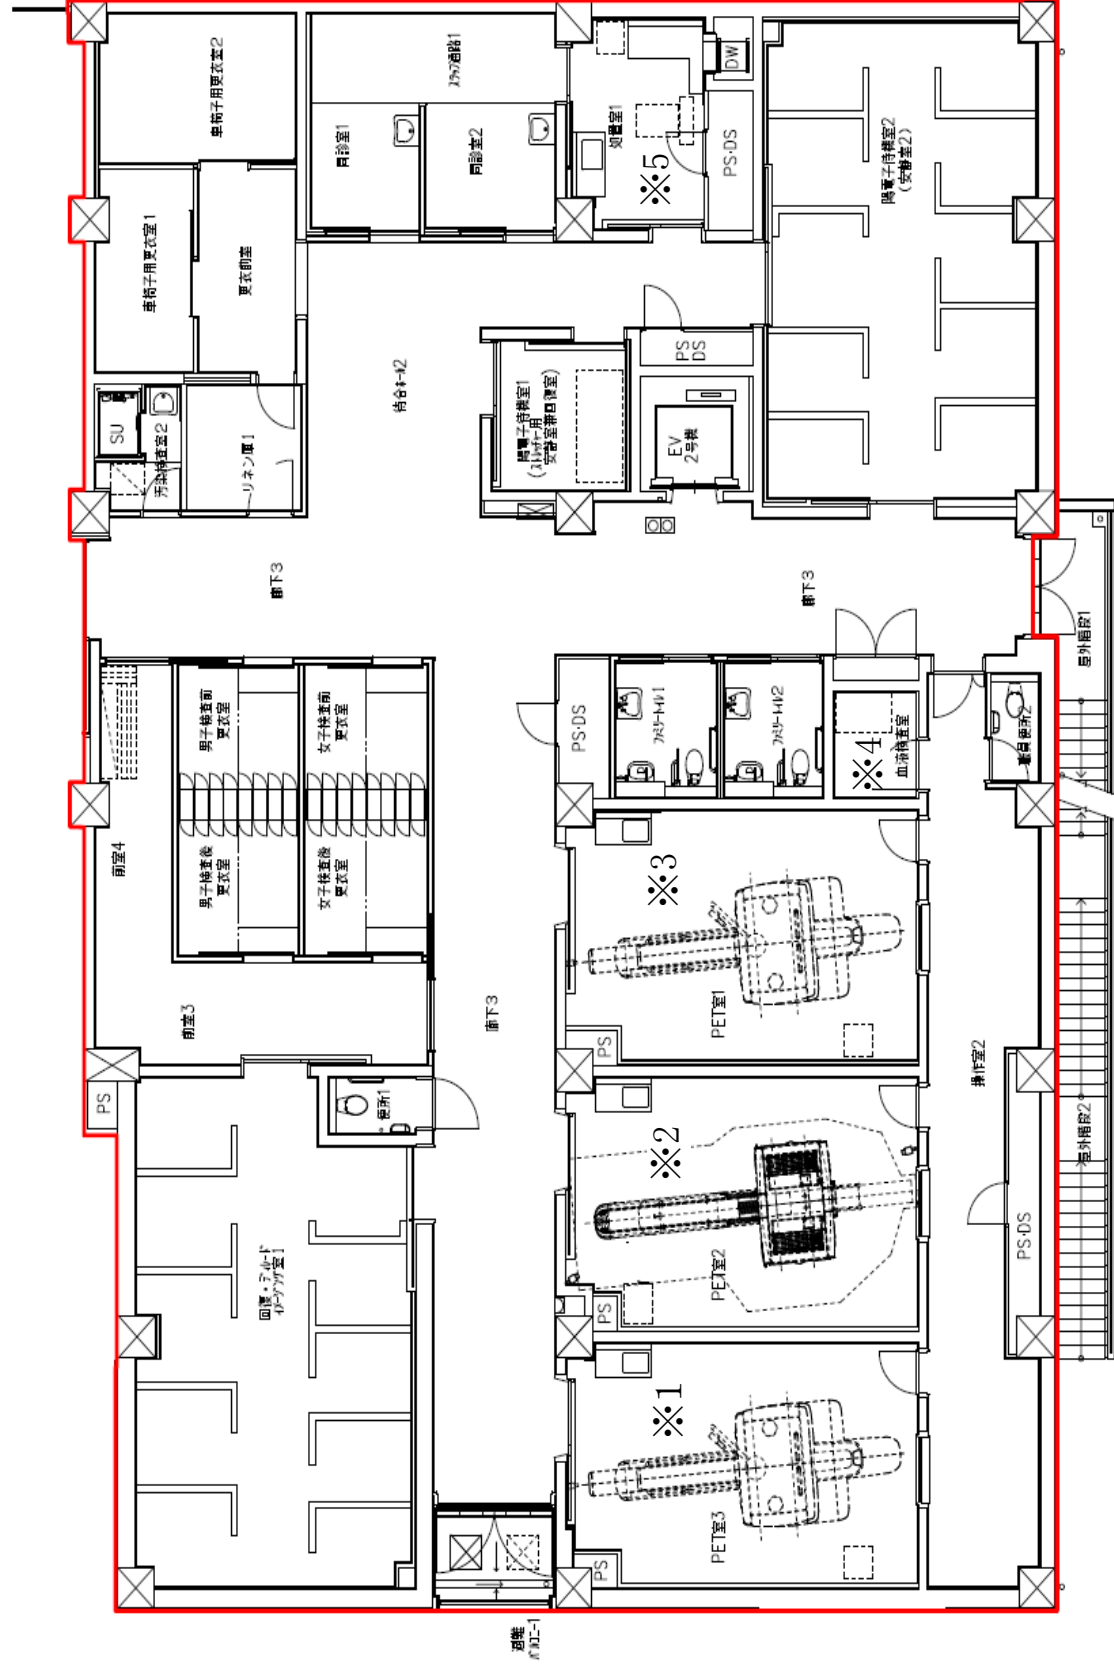 車椅子用更衣室2
スタッフ通路1
問診室1
問診室2
処置室1
※5
DW
PS・DS
陽電子待機室2
(安静室2)
車椅子用更衣室1
更衣前室
SU
汚染検査室2
リネン庫1
待合ホール2
陽電子待機室1
(ストレッチャー用
安静室兼回復室)
PS
DS
EV
2号機
廊下3
廊下3
屋外階段1
前室4
男子検査前
更衣室
女子検査前
更衣室
男子検査後
更衣室
女子検査後
更衣室
PS・DS
ファミリートイレ1
ファミリートイレ2
※4
血液検査室
職員便所2
前室3
廊下3
※3
PET室1
PS
操作室2
PS
便所1
※2
PET室2
PS
PS・DS
屋外階段2
回復・ディレード
イメージング室1
※1
PET室3
PS
避難
バルコニー1